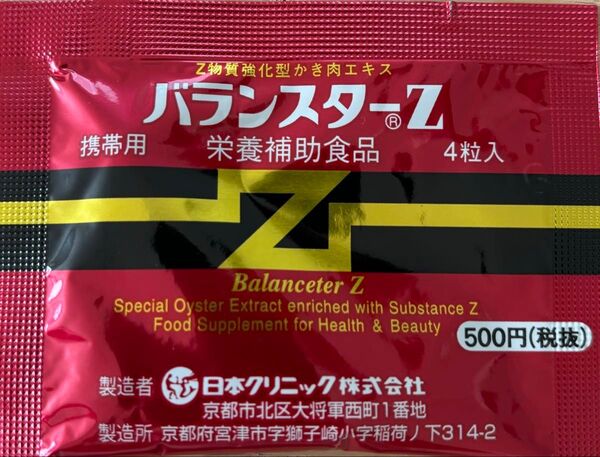 Z物質強化型かき肉エキス
バランスターZ®
携帯用 栄養補助食品 4粒入
Z
Balanceter Z
Special Oyster Extract enriched with Substance Z
Food Supplement for Health & Beauty
500円(税抜)
製造者 日本クリニック株式会社
京都市北区大将軍西町1番地
製造所 京都府宮津市字獅子崎小字稲荷ノ下314-2